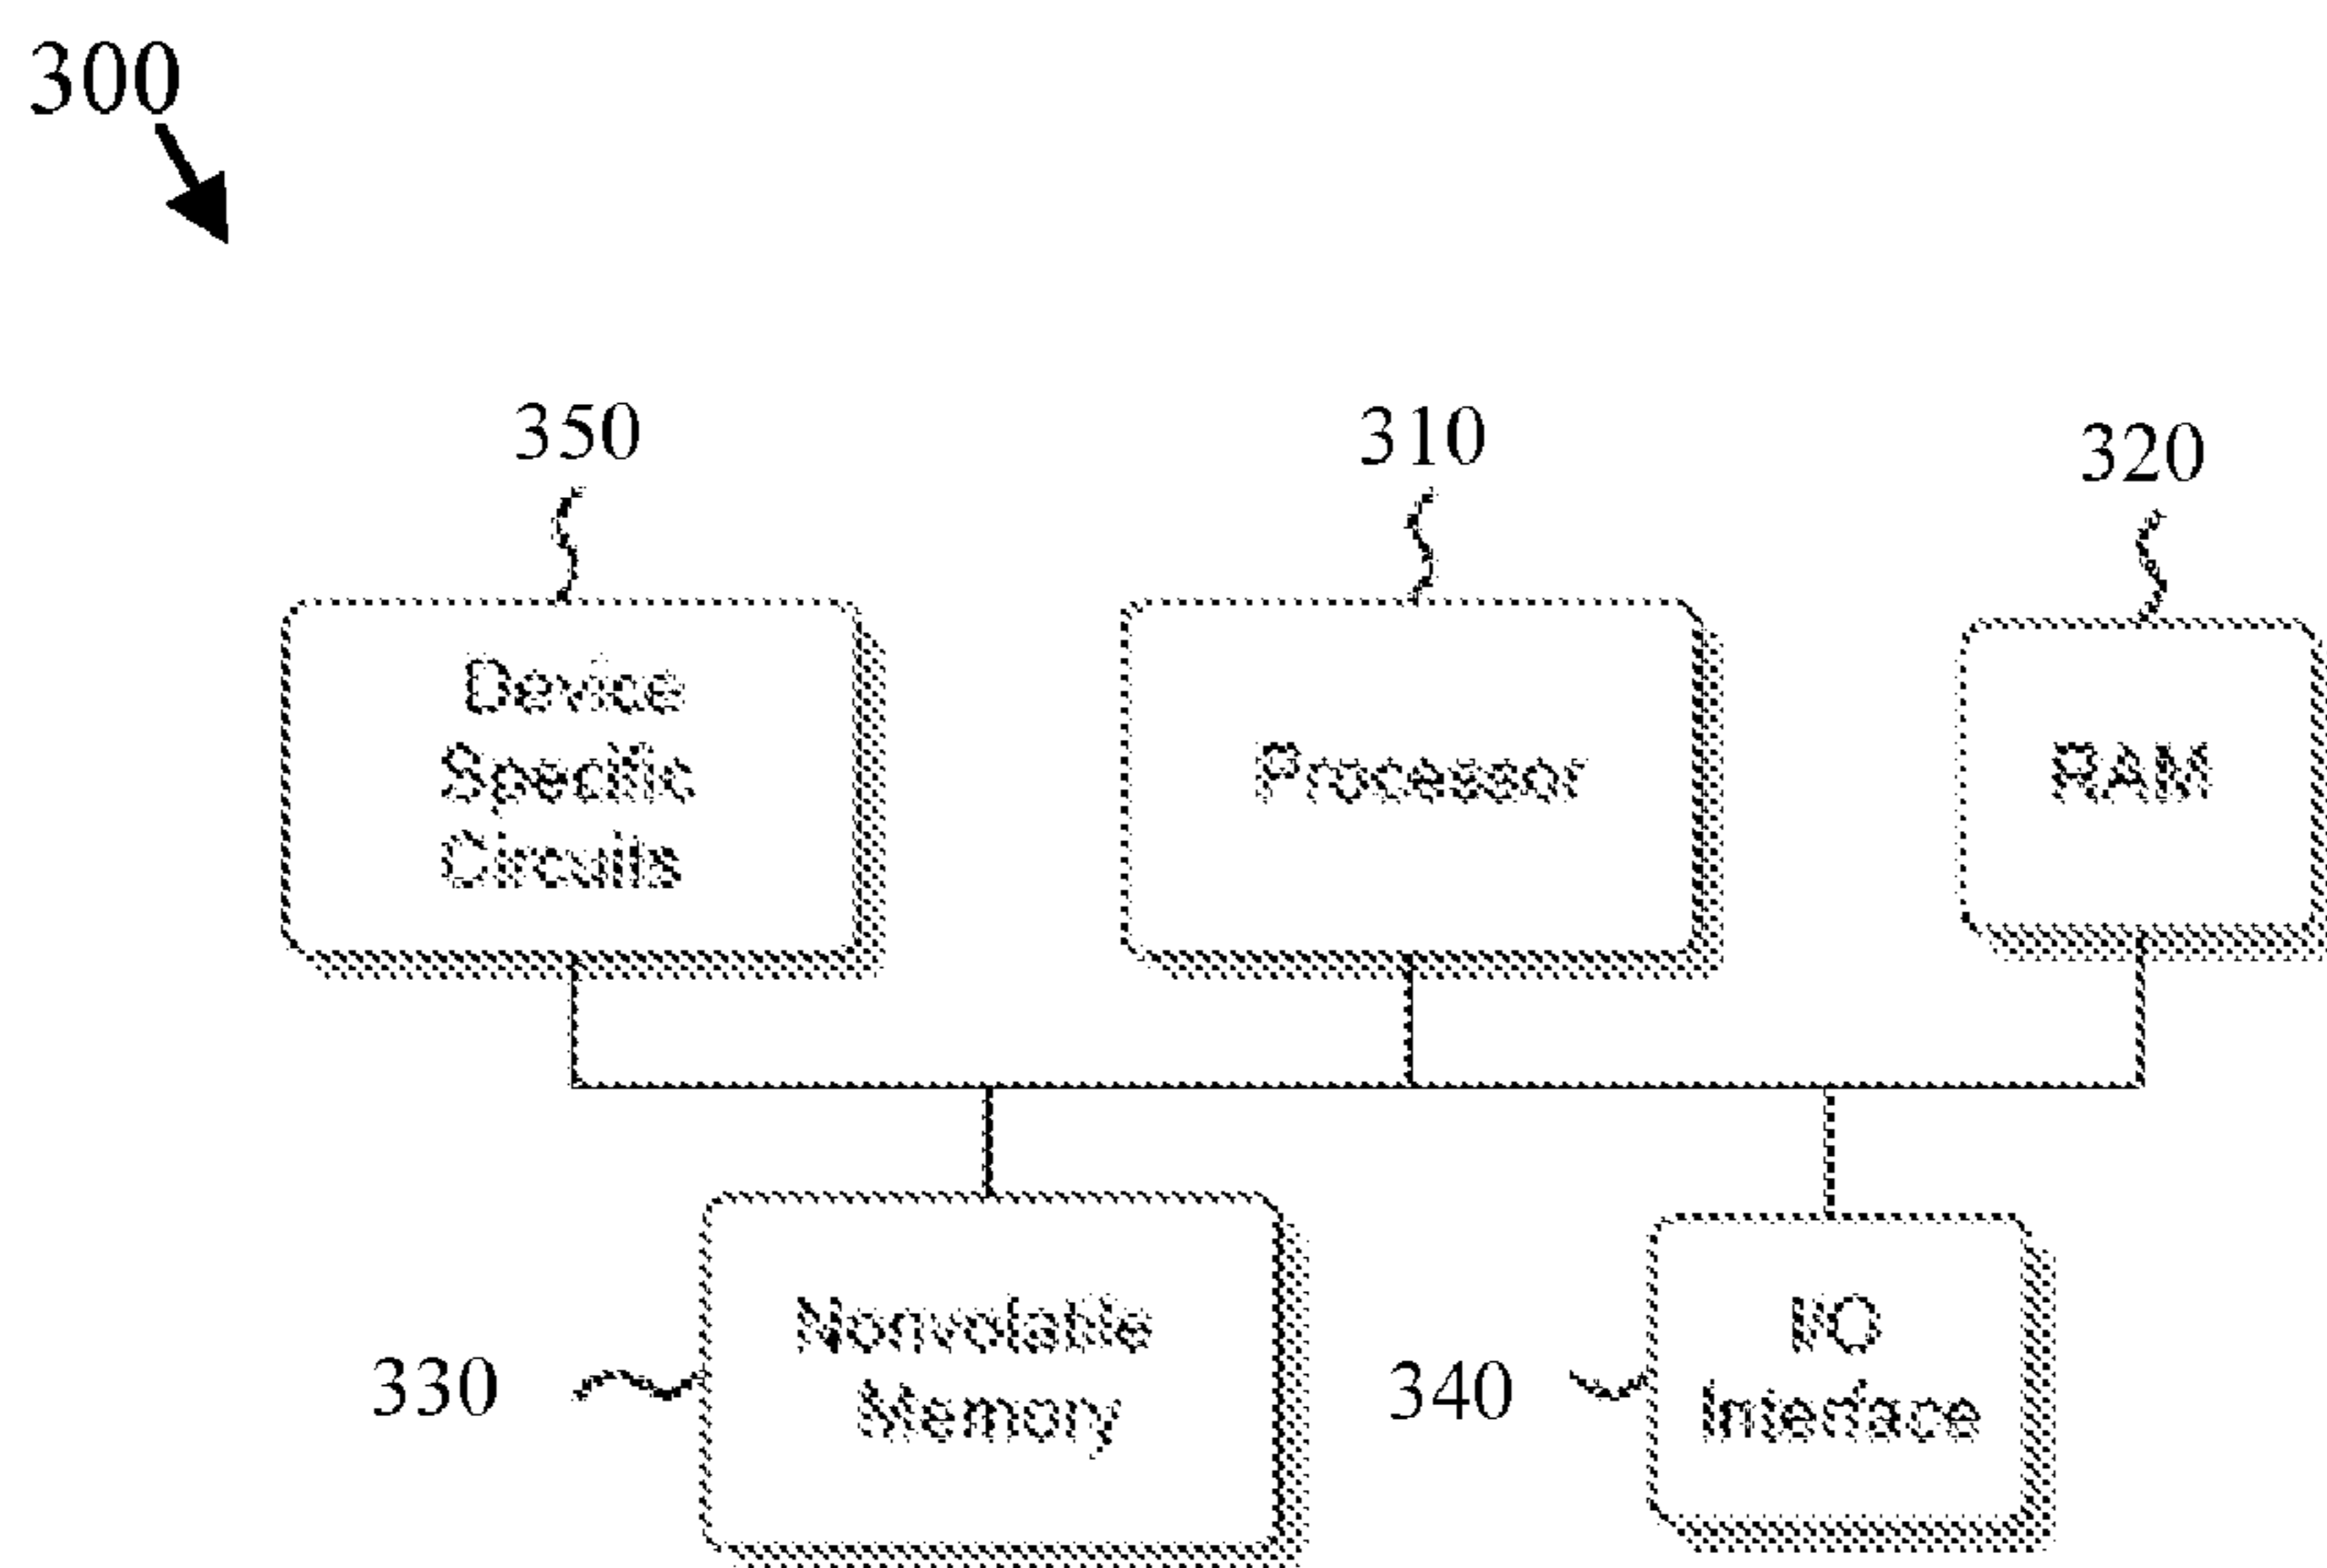 300
350
310
320
Device
Specific
Circuits
Processor
RAM
330
Nonvolatile
Memory
340
I/O
Interface